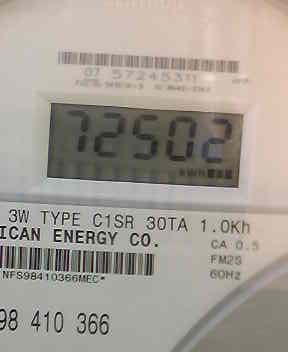 07 57245311
72502
kWh
3W TYPE C1SR 30TA 1.0Kh
ICAN ENERGY CO.
CA 0.5
FM2S
NFS98410366MEC*
60Hz
98 410 366